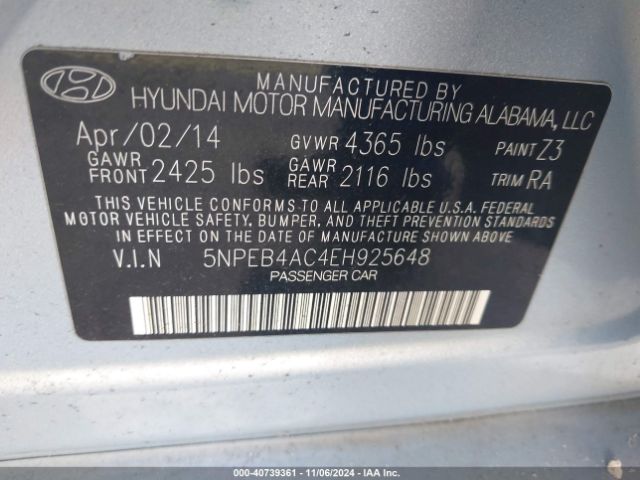 MANUFACTURED BY
HYUNDAI MOTOR MANUFACTURING ALABAMA, LLC
Apr/02/14 GVWR 4365 lbs PAINT Z3
GAWR FRONT 2425 lbs GAWR REAR 2116 lbs TRIM RA
THIS VEHICLE CONFORMS TO ALL APPLICABLE U.S.A. FEDERAL
MOTOR VEHICLE SAFETY, BUMPER, AND THEFT PREVENTION
STANDARDS IN EFFECT ON THE DATE OF MANUFACTURE SHOWN ABOVE
V.I.N 5NPEB4AC4EH925648
PASSENGER CAR
000-40739361 - 11/06/2024 - IAA Inc.